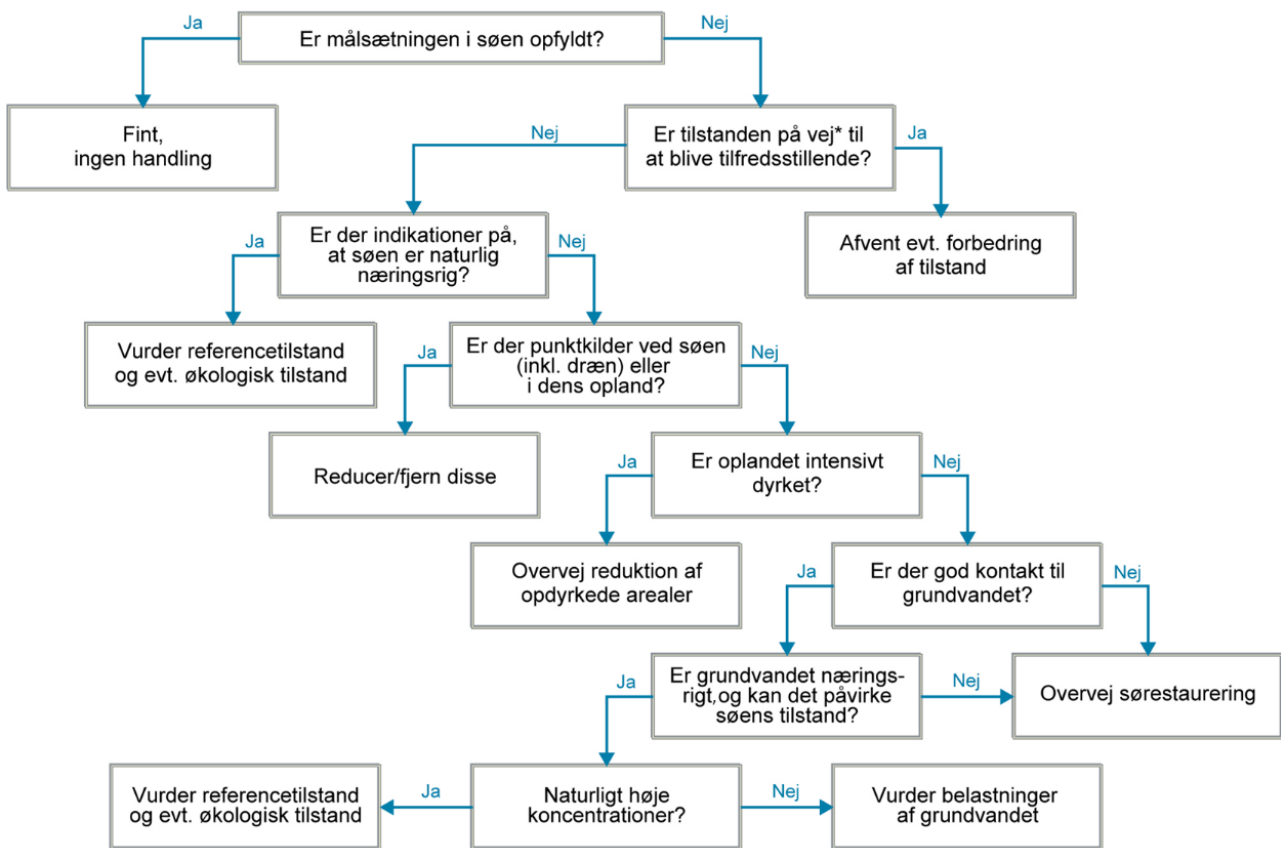 Ja
Nej
Er målsætningen i søen opfyldt?
Fint,
ingen handling
Nej
Er tilstanden på vej* til
at blive tilfredsstillende?
Ja
Ja
Er der indikationer på,
at søen er naturlig
næringsrig?
Nej
Afvent evt. forbedring
af tilstand
Vurder referencetilstand
og evt. økologisk tilstand
Ja
Er der punktkilder ved søen
(inkl. dræn) eller
i dens opland?
Nej
Reducer/fjern disse
Ja
Er oplandet intensivt
dyrket?
Nej
Overvej reduktion af
opdyrkede arealer
Ja
Er der god kontakt til
grundvandet?
Nej
Ja
Er grundvandet nærings-
rigt,og kan det påvirke
søens tilstand?
Nej
Overvej sørestaurering
Vurder referencetilstand
og evt. økologisk tilstand
Ja
Naturligt høje
koncentrationer?
Nej
Vurder belastninger
af grundvandet